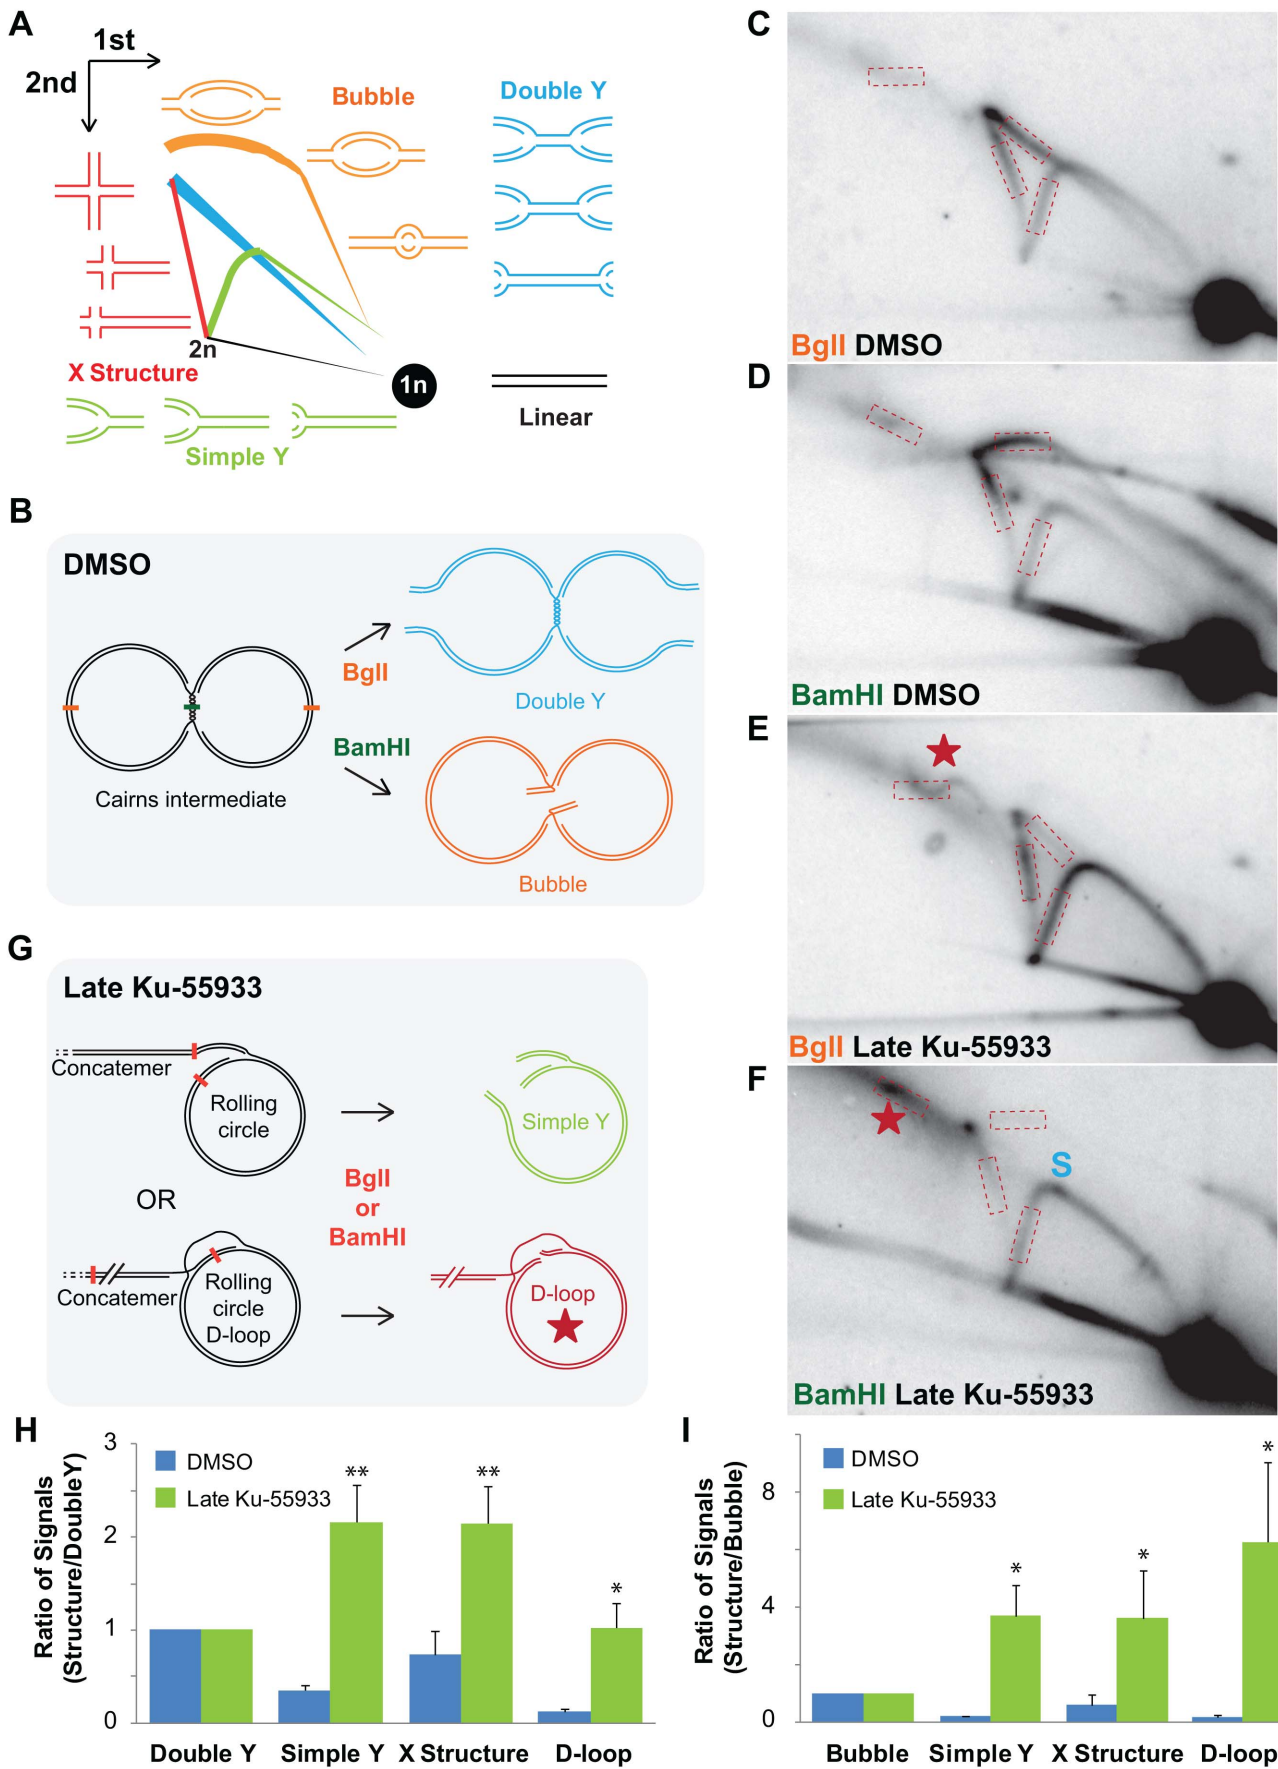 A
1st
2nd
Bubble
Double Y
2n
1n
X Structure
Linear
Simple Y
B
DMSO
BglI
Double Y
BamHI
Cairns intermediate
Bubble
C
BglI DMSO
D
BamHI DMSO
E
BglI Late Ku-55933
F
S
BamHI Late Ku-55933
G
Late Ku-55933
Concatemer
Rolling
circle
Simple Y
OR
BglI
or
BamHI
Concatemer
Rolling
circle
D-loop
D-loop
H
Ratio of Signals
(Structure/Double Y)
3
2
1
0
DMSO
Late Ku-55933
**
**
*
Double Y
Simple Y
X Structure
D-loop
I
Ratio of Signals
(Structure/Bubble)
8
4
0
DMSO
Late Ku-55933
*
*
*
Bubble
Simple Y
X Structure
D-loop